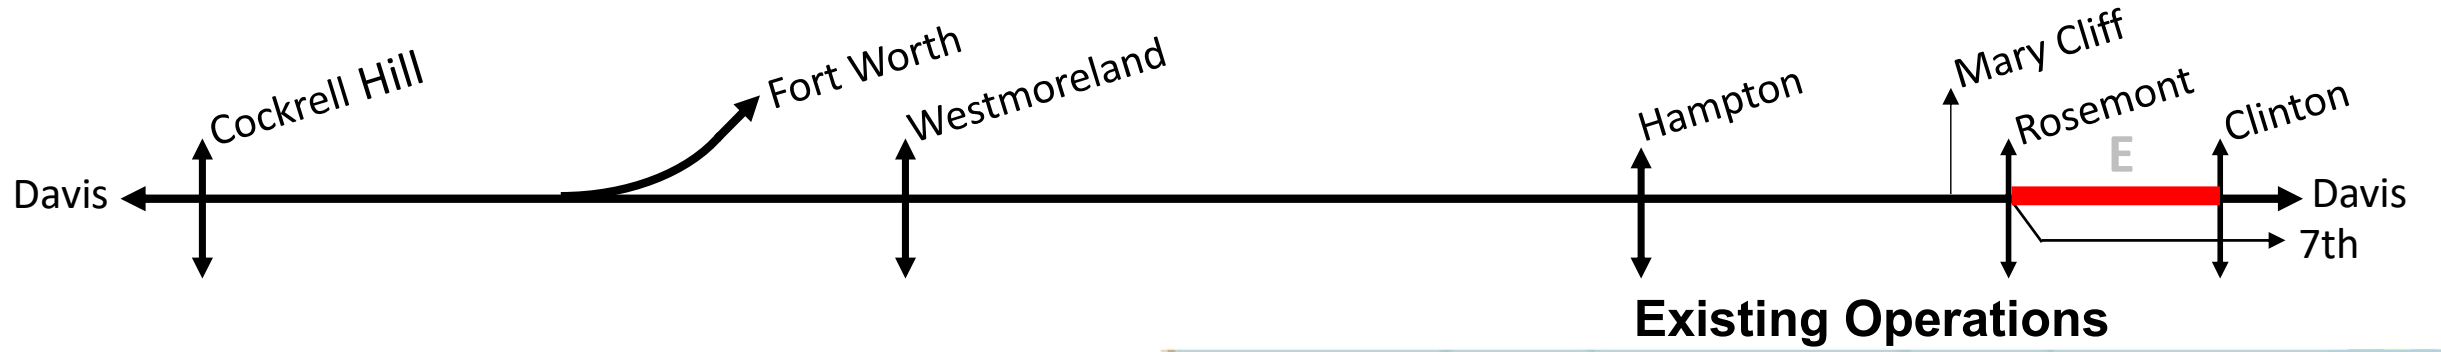 Cockrell Hill
Fort Worth
Westmoreland
Hampton
Mary Cliff
Rosemont
Clinton
E
Davis
Davis
7th
Existing Operations